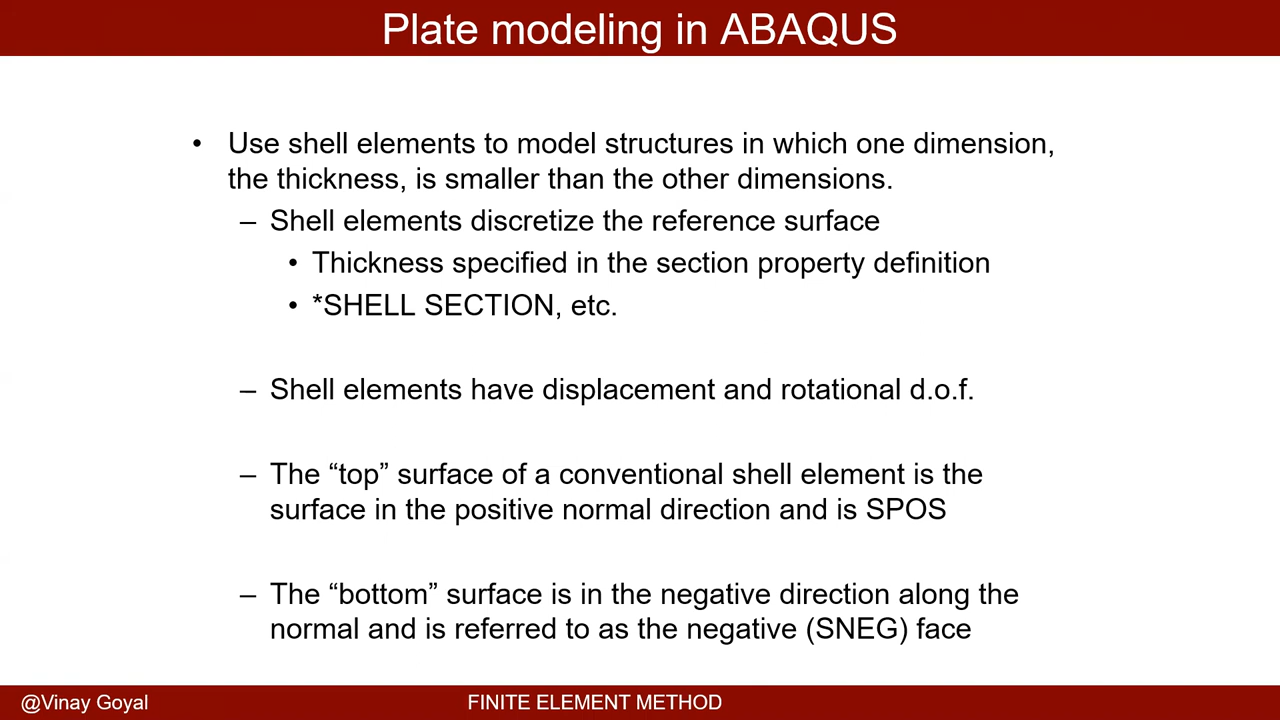 Plate modeling in ABAQUS
• Use shell elements to model structures in which one dimension,
the thickness, is smaller than the other dimensions.
– Shell elements discretize the reference surface
• Thickness specified in the section property definition
• *SHELL SECTION, etc.
– Shell elements have displacement and rotational d.o.f.
– The “top” surface of a conventional shell element is the
surface in the positive normal direction and is SPOS
– The “bottom” surface is in the negative direction along the
normal and is referred to as the negative (SNEG) face
@Vinay Goyal
FINITE ELEMENT METHOD